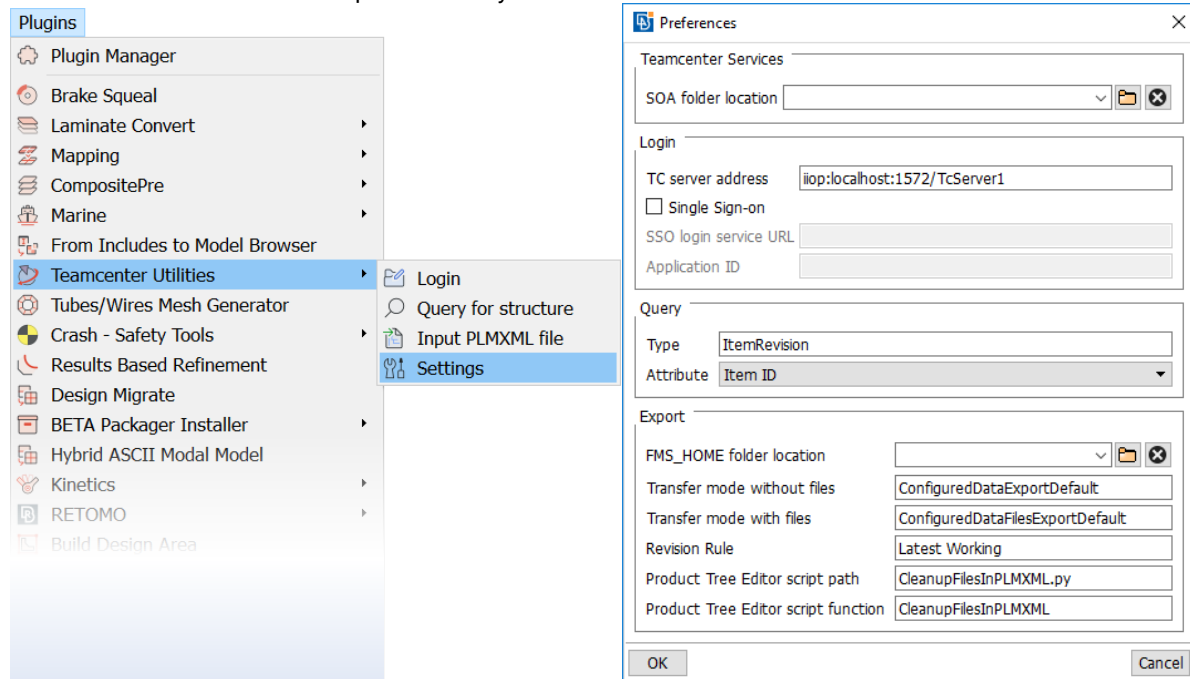 Plugins
Plugin Manager
Brake Squeal
Laminate Convert
Mapping
CompositePre
Marine
From Includes to Model Browser
Teamcenter Utilities
Tubes/Wires Mesh Generator
Crash - Safety Tools
Results Based Refinement
Design Migrate
BETA Packager Installer
Hybrid ASCII Modal Model
Kinetics
RETOMO
Build Design Area
Login
Query for structure
Input PLMXML file
Settings
Preferences
Teamcenter Services
SOA folder location
Login
TC server address iiop:localhost:1572/TcServer1
Single Sign-on
SSO login service URL
Application ID
Query
Type ItemRevision
Attribute Item ID
Export
FMS_HOME folder location
Transfer mode without files ConfiguredDataExportDefault
Transfer mode with files ConfiguredDataFilesExportDefault
Revision Rule Latest Working
Product Tree Editor script path CleanupFilesInPLMXML.py
Product Tree Editor script function CleanupFilesInPLMXML
OK Cancel